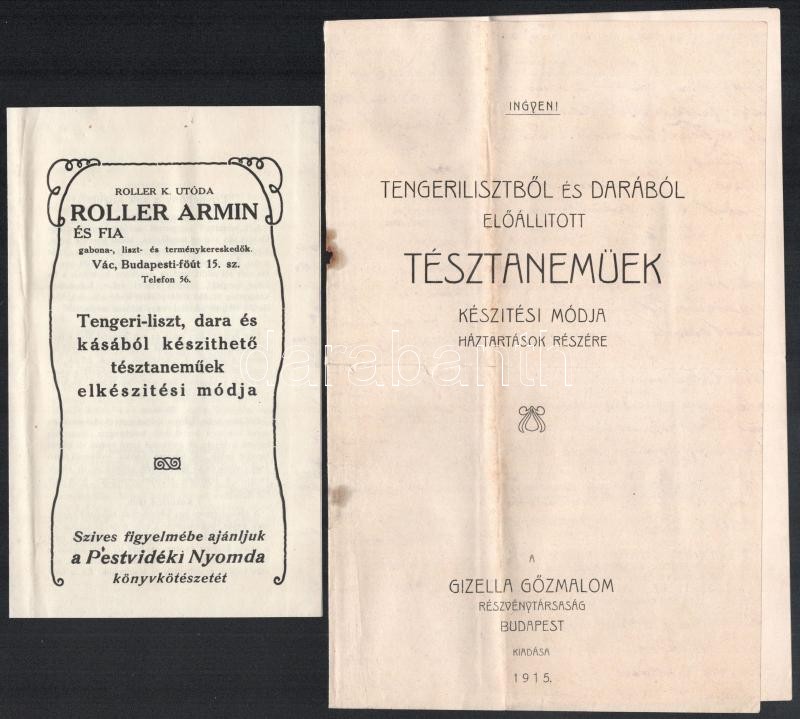 ROLLER K. UTÓDA
ROLLER ARMIN
ÉS FIA
gabona-, liszt- és terménykereskedők.
Vác, Budapesti-főút 15. sz.
Telefon 56.
Tengeri-liszt, dara és
kásából készithető
tésztaneműek
elkészitési módja
Szives figyelmébe ajánljuk
a Pestvidéki Nyomda
könyvkötészetét
INGYEN!
TENGERILISZTBŐL ÉS DARÁBÓL
ELŐÁLLITOTT
TÉSZTANEMÜEK
KÉSZITÉSI MÓDJA
HÁZTARTÁSOK RÉSZÉRE
A
GIZELLA GŐZMALOM
RÉSZVÉNYTÁRSASÁG
BUDAPEST
KIADÁSA
1915.
darabanth